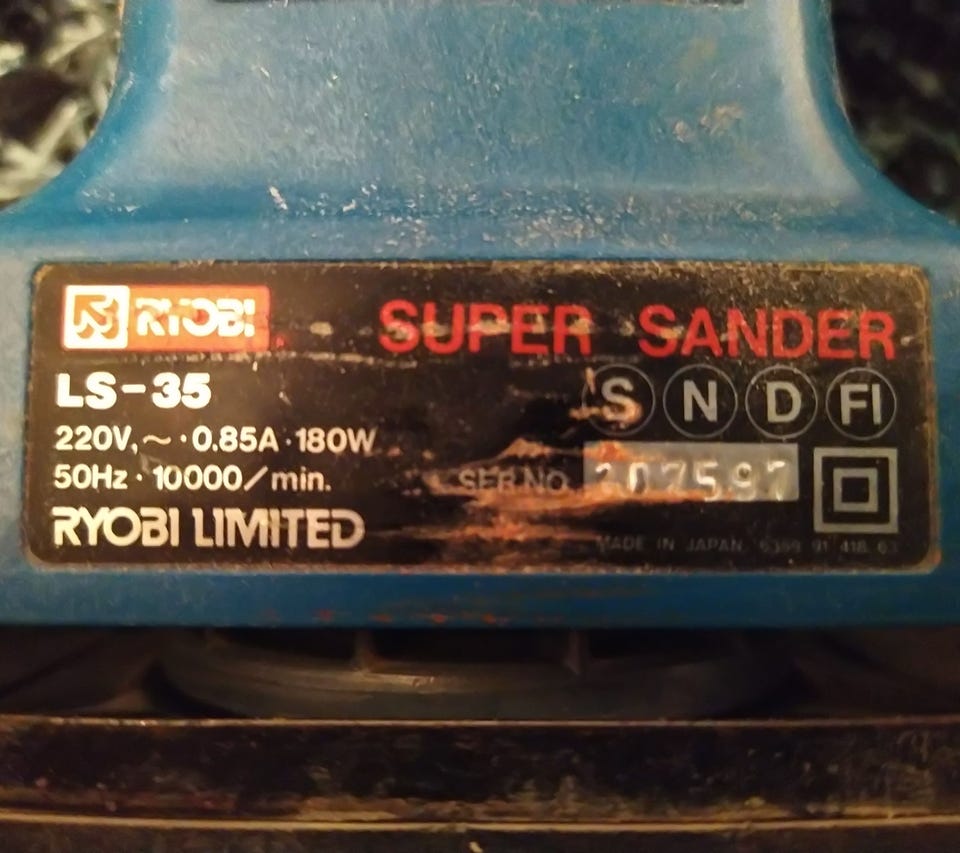 RYOBI
SUPER SANDER
LS-35
S N D FI
220V, ~ · 0.85A · 180W
50Hz · 10000/min.
SER.NO.
RYOBI LIMITED
MADE IN JAPAN